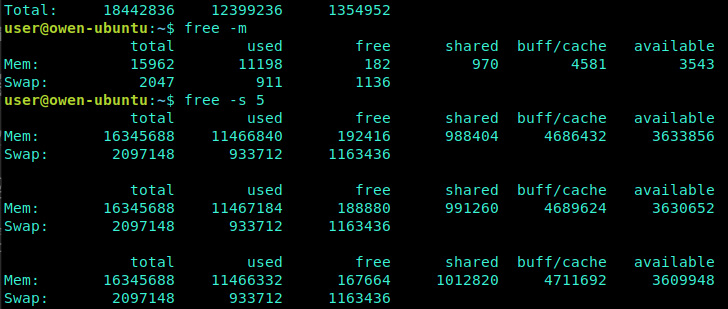 Total: 18442836 12399236 1354952
user@owen-ubuntu:~$ free -m
total used free shared buff/cache available
Mem: 15962 11198 182 970 4581 3543
Swap: 2047 911 1136
user@owen-ubuntu:~$ free -s 5
total used free shared buff/cache available
Mem: 16345688 11466840 192416 988404 4686432 3633856
Swap: 2097148 933712 1163436
total used free shared buff/cache available
Mem: 16345688 11467184 188880 991260 4689624 3630652
Swap: 2097148 933712 1163436
total used free shared buff/cache available
Mem: 16345688 11466332 167664 1012820 4711692 3609948
Swap: 2097148 933712 1163436